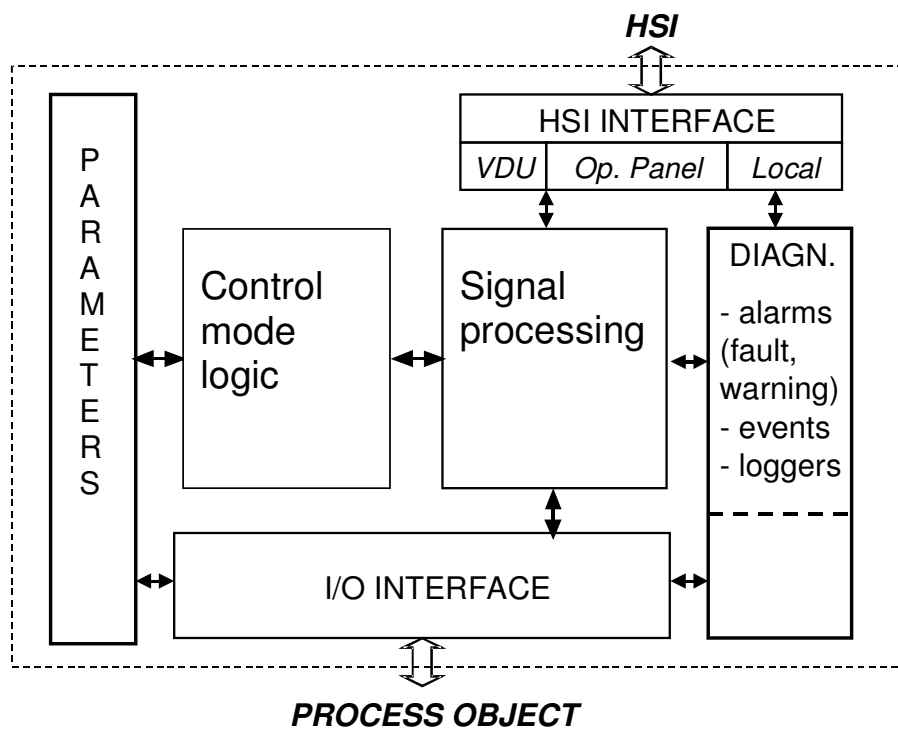 HSI
HSI INTERFACE
VDU Op. Panel Local
P
A
R
A
M
E
T
E
R
S
Control
mode
logic
Signal
processing
DIAGN.
- alarms
(fault,
warning)
- events
- loggers
I/O INTERFACE
PROCESS OBJECT